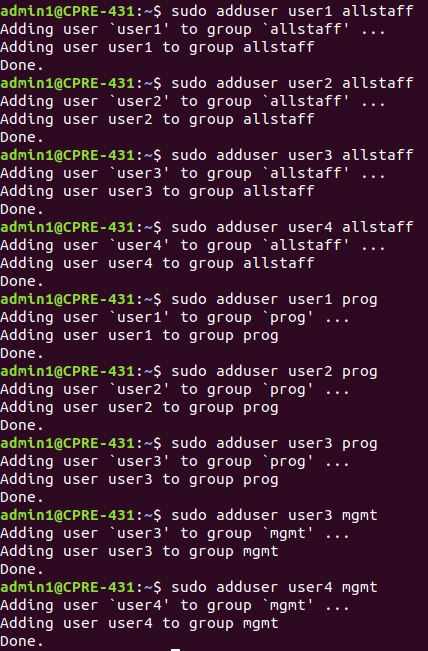 admin1@CPRE-431:~$ sudo adduser user1 allstaff
Adding user `user1' to group `allstaff' ...
Adding user user1 to group allstaff
Done.
admin1@CPRE-431:~$ sudo adduser user2 allstaff
Adding user `user2' to group `allstaff' ...
Adding user user2 to group allstaff
Done.
admin1@CPRE-431:~$ sudo adduser user3 allstaff
Adding user `user3' to group `allstaff' ...
Adding user user3 to group allstaff
Done.
admin1@CPRE-431:~$ sudo adduser user4 allstaff
Adding user `user4' to group `allstaff' ...
Adding user user4 to group allstaff
Done.
admin1@CPRE-431:~$ sudo adduser user1 prog
Adding user `user1' to group `prog' ...
Adding user user1 to group prog
Done.
admin1@CPRE-431:~$ sudo adduser user2 prog
Adding user `user2' to group `prog' ...
Adding user user2 to group prog
Done.
admin1@CPRE-431:~$ sudo adduser user3 prog
Adding user `user3' to group `prog' ...
Adding user user3 to group prog
Done.
admin1@CPRE-431:~$ sudo adduser user3 mgmt
Adding user `user3' to group `mgmt' ...
Adding user user3 to group mgmt
Done.
admin1@CPRE-431:~$ sudo adduser user4 mgmt
Adding user `user4' to group `mgmt' ...
Adding user user4 to group mgmt
Done.